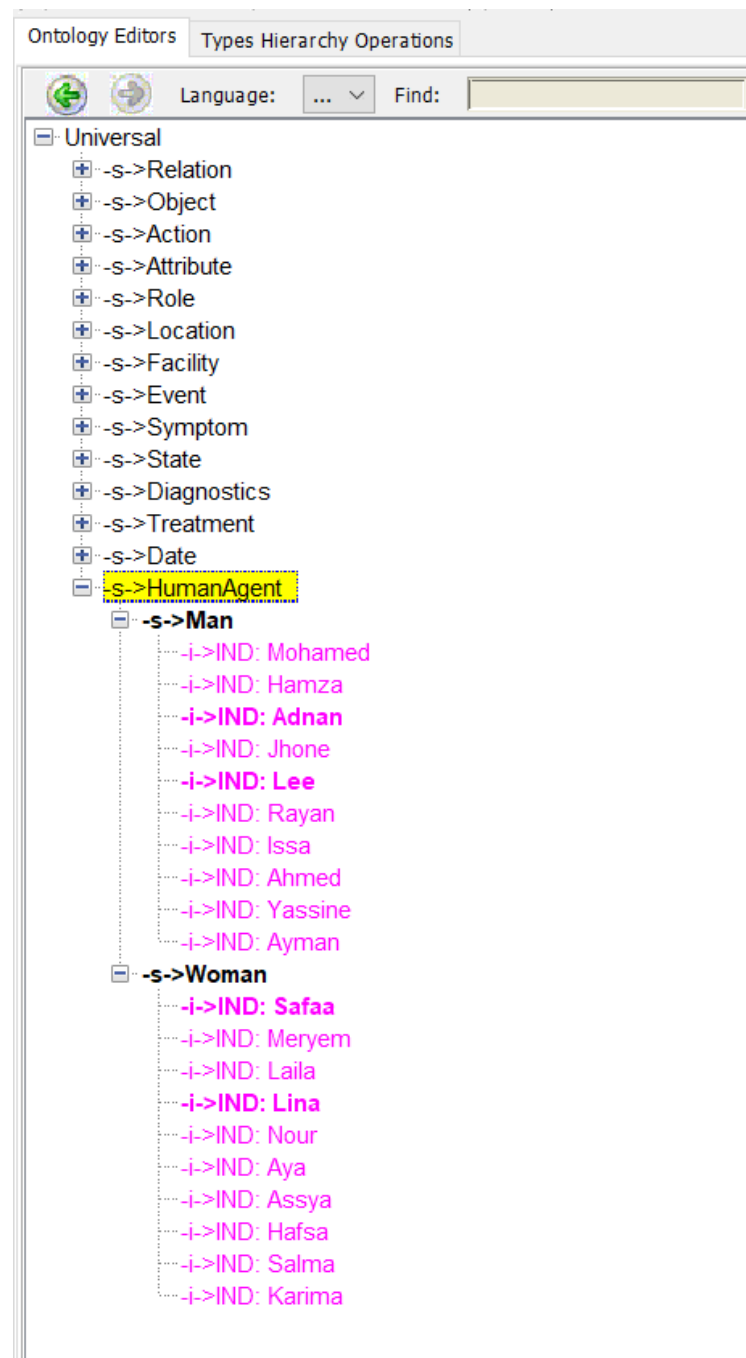 Ontology Editors Types Hierarchy Operations
Language: ... Find:
Universal
-s->Relation
-s->Object
-s->Action
-s->Attribute
-s->Role
-s->Location
-s->Facility
-s->Event
-s->Symptom
-s->State
-s->Diagnostics
-s->Treatment
-s->Date
-s->HumanAgent
-s->Man
-i->IND: Mohamed
-i->IND: Hamza
-i->IND: Adnan
-i->IND: Jhone
-i->IND: Lee
-i->IND: Rayan
-i->IND: Issa
-i->IND: Ahmed
-i->IND: Yassine
-i->IND: Ayman
-s->Woman
-i->IND: Safaa
-i->IND: Meryem
-i->IND: Laila
-i->IND: Lina
-i->IND: Nour
-i->IND: Aya
-i->IND: Assya
-i->IND: Hafsa
-i->IND: Salma
-i->IND: Karima